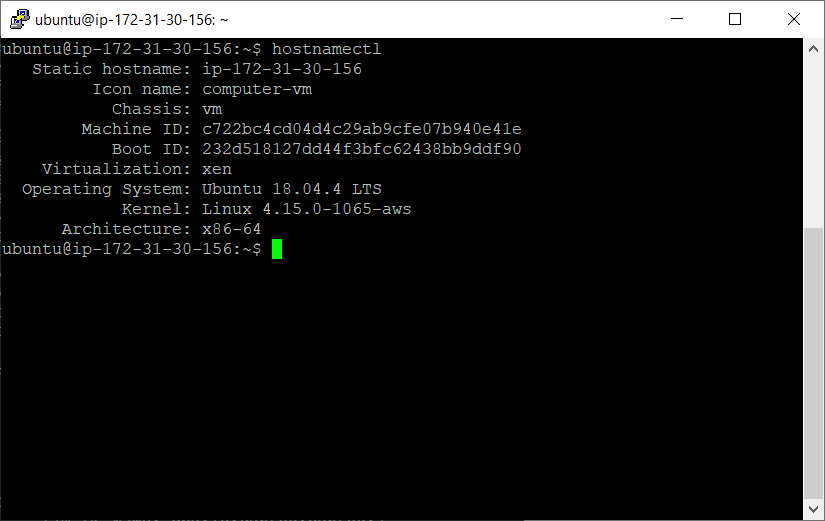 ubuntu@ip-172-31-30-156: ~
ubuntu@ip-172-31-30-156:~$ hostnamectl
Static hostname: ip-172-31-30-156
Icon name: computer-vm
Chassis: vm
Machine ID: c722bc4cd04d4c29ab9cfe07b940e41e
Boot ID: 232d518127dd44f3bfc62438bb9ddf90
Virtualization: xen
Operating System: Ubuntu 18.04.4 LTS
Kernel: Linux 4.15.0-1065-aws
Architecture: x86-64
ubuntu@ip-172-31-30-156:~$